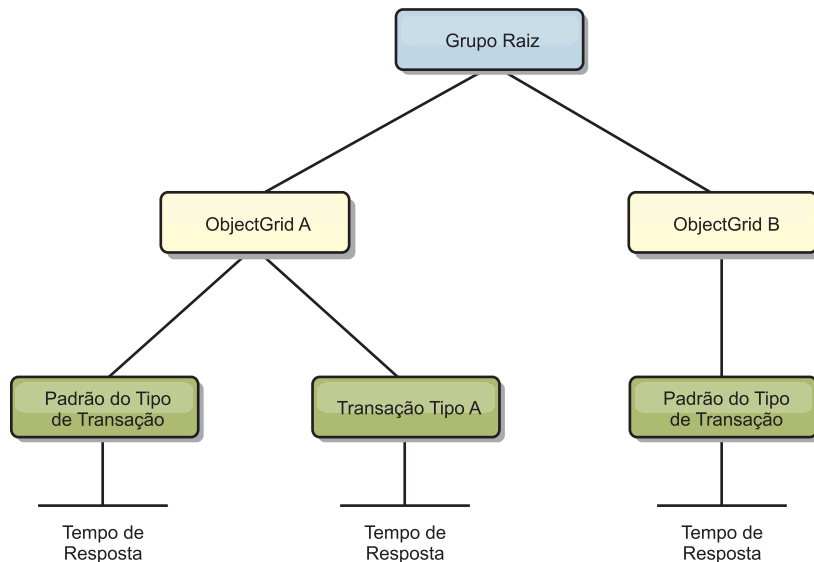 Grupo Raiz
ObjectGrid A
ObjectGrid B
Padrão do Tipo
de Transação
Transação Tipo A
Padrão do Tipo
de Transação
Tempo de
Resposta
Tempo de
Resposta
Tempo de
Resposta